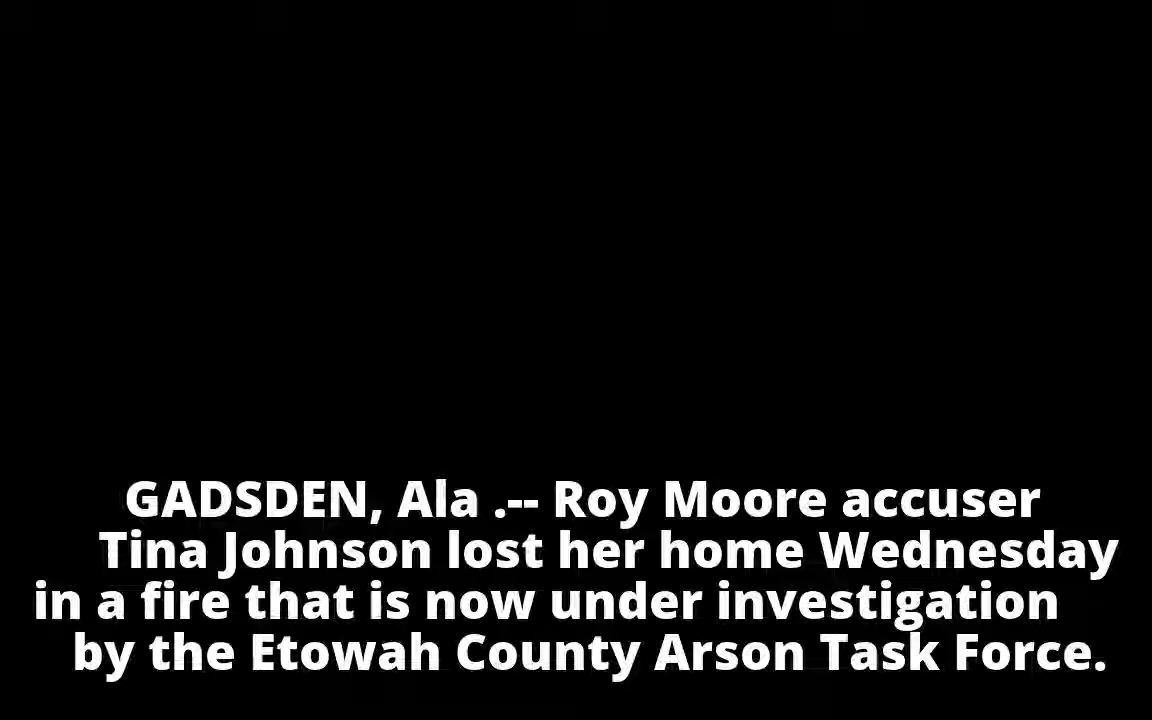 GADSDEN, Ala .-- Roy Moore accuser
Tina Johnson lost her home Wednesday
in a fire that is now under investigation
by the Etowah County Arson Task Force.